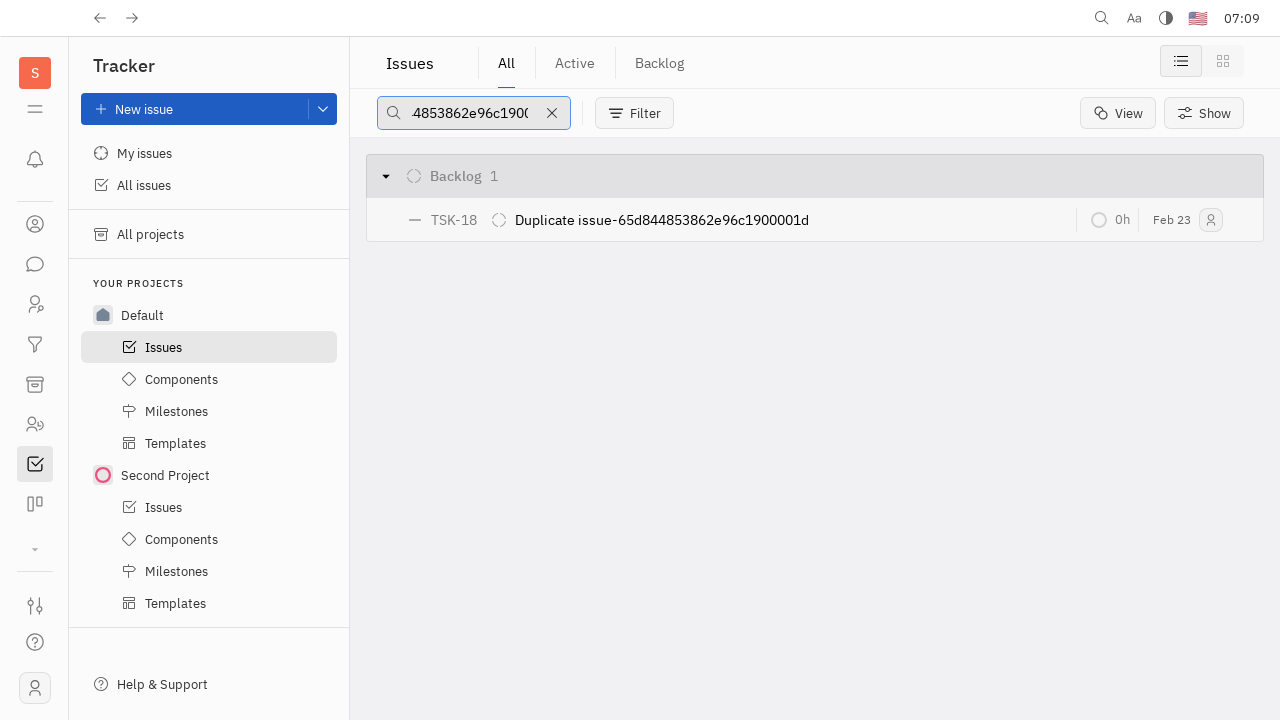 Aa
07:09
S
Tracker
New issue
My issues
All issues
All projects
YOUR PROJECTS
Default
Issues
Components
Milestones
Templates
Second Project
Issues
Components
Milestones
Templates
Help & Support
Issues
All
Active
Backlog
Filter
View
Show
Backlog 1
TSK-18
Duplicate issue-65d844853862e96c1900001d
0h
Feb 23